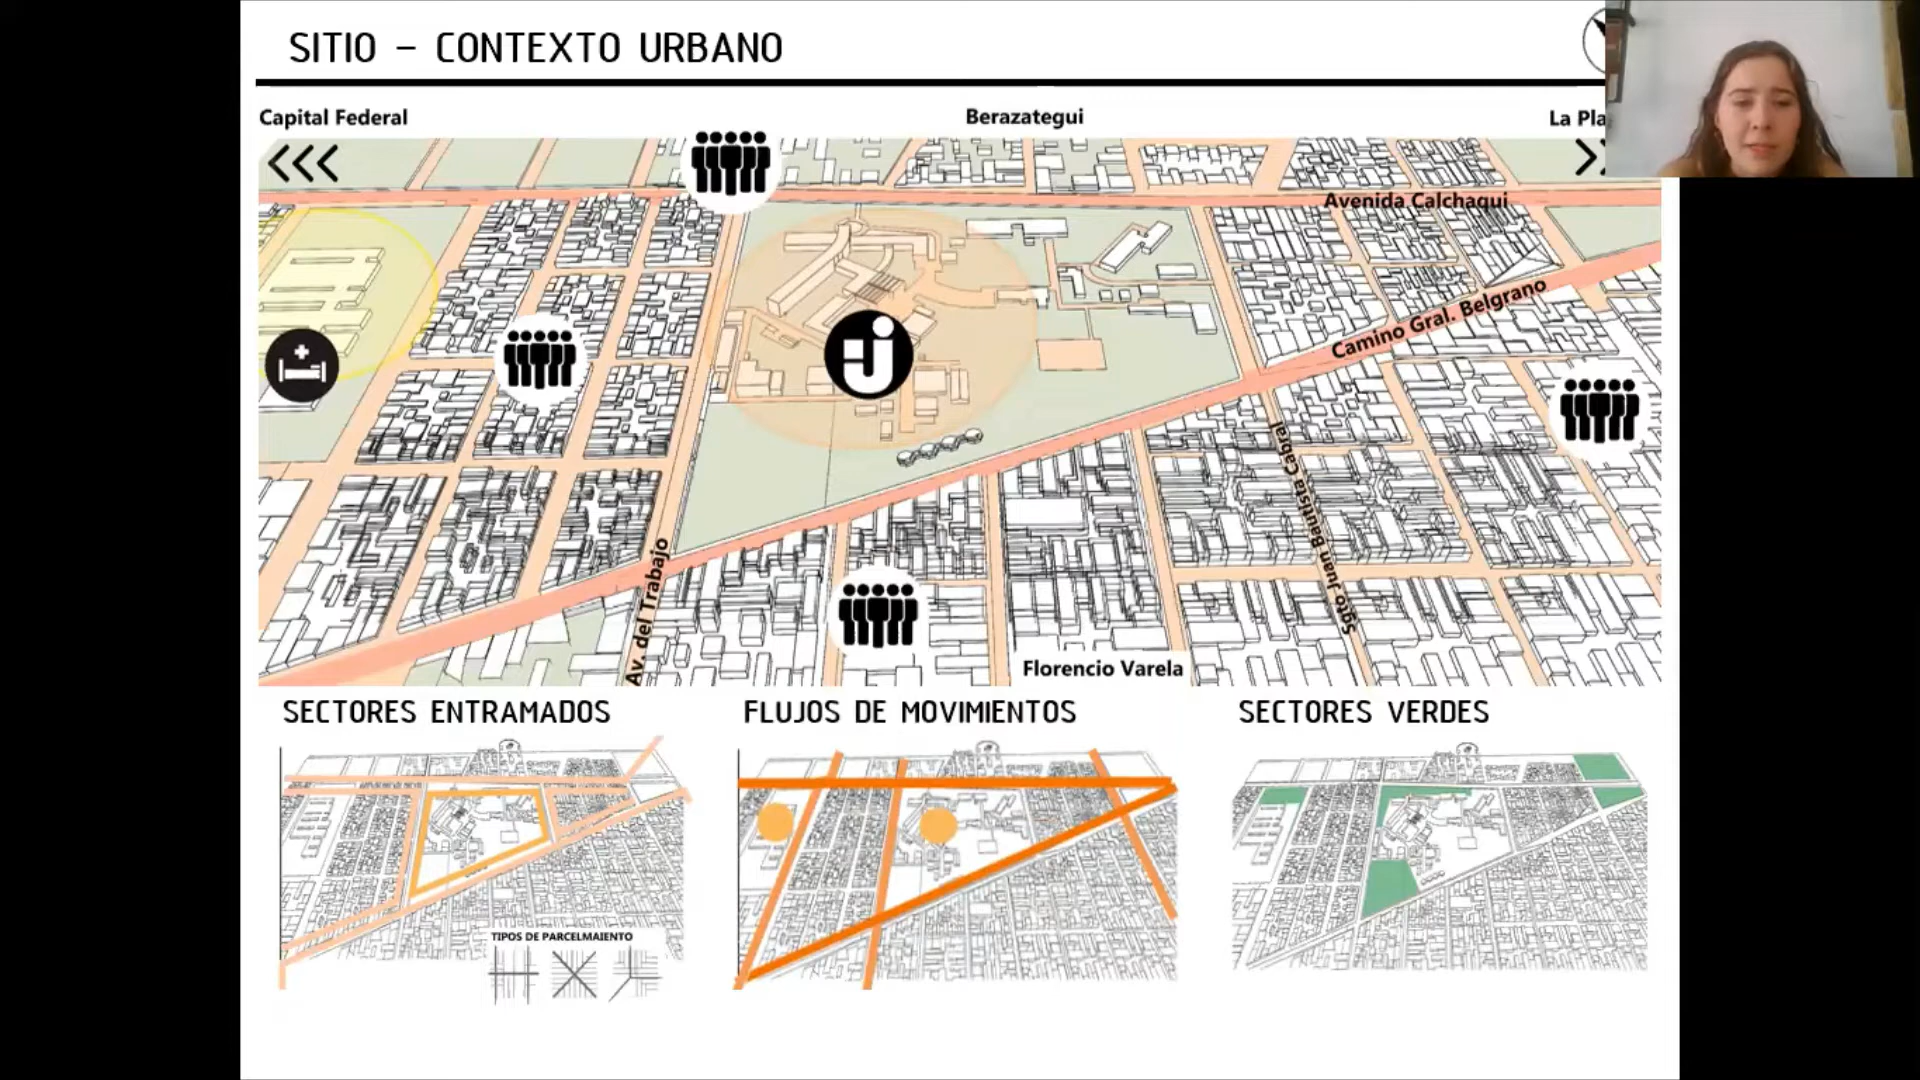 SITIO - CONTEXTO URBANO
Capital Federal
Berazategui
La Pla
Avenida Calchaqui
Camino Gral. Belgrano
Sgto Juan Bautista Cabral
Av. del Trabajo
Florencio Varela
SECTORES ENTRAMADOS
FLUJOS DE MOVIMIENTOS
SECTORES VERDES
TIPOS DE PARCELMAIENTO